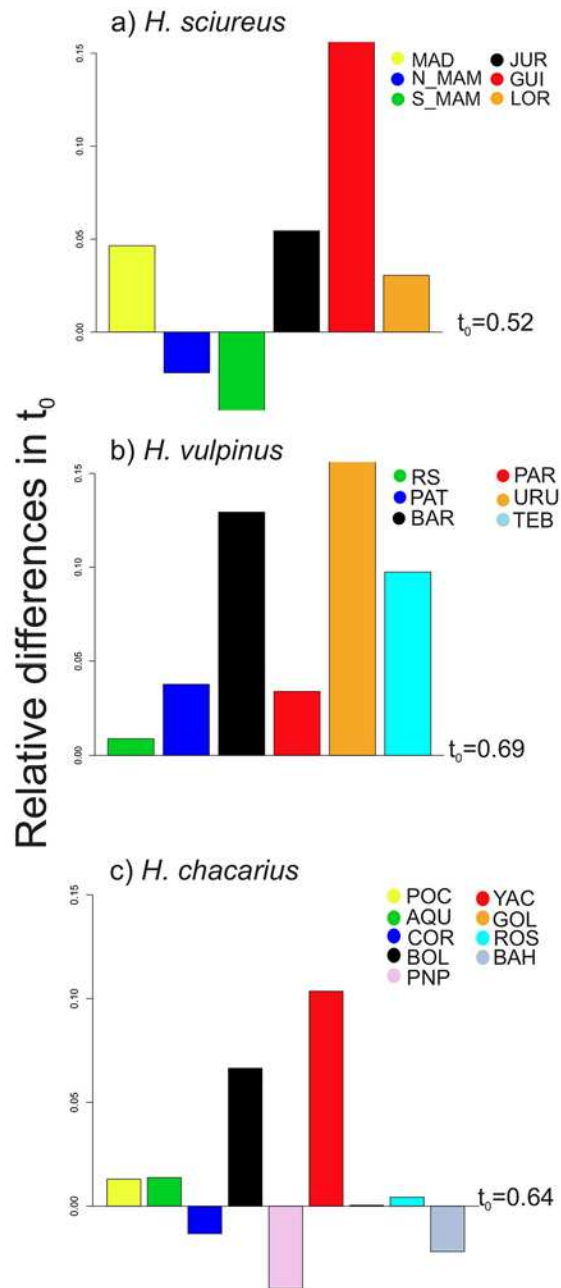 Relative differences in t0
a) H. sciureus
MAD
N_MAM
S_MAM
JUR
GUI
LOR
0.15
0.10
0.05
0.00
t0=0.52
b) H. vulpinus
RS
PAT
BAR
PAR
URU
TEB
0.15
0.10
0.05
0.00
t0=0.69
c) H. chacarius
POC
AQU
COR
BOL
PNP
YAC
GOL
ROS
BAH
0.15
0.10
0.05
0.00
t0=0.64